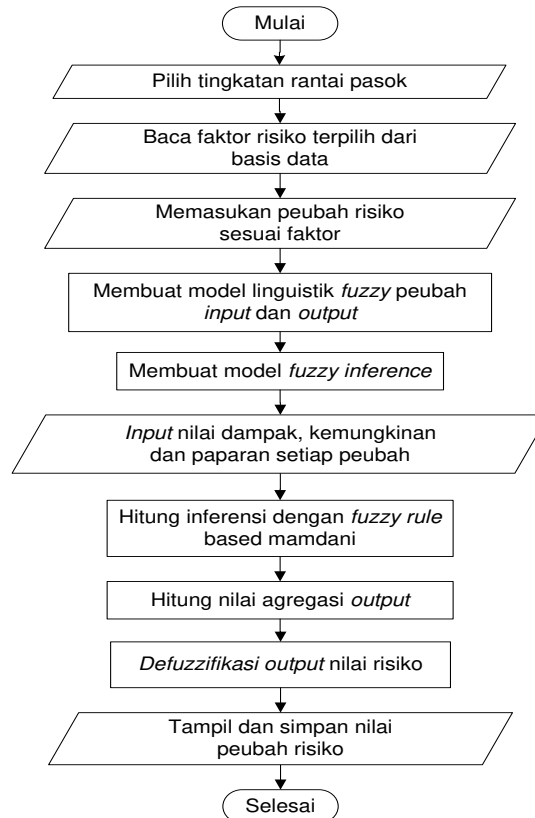 Mulai
Pilih tingkatan rantai pasok
Baca faktor risiko terpilih dari
basis data
Memasukan peubah risiko
sesuai faktor
Membuat model linguistik fuzzy peubah
input dan output
Membuat model fuzzy inference
Input nilai dampak, kemungkinan
dan paparan setiap peubah
Hitung inferensi dengan fuzzy rule
based mamdani
Hitung nilai agregasi output
Defuzzifikasi output nilai risiko
Tampil dan simpan nilai
peubah risiko
Selesai